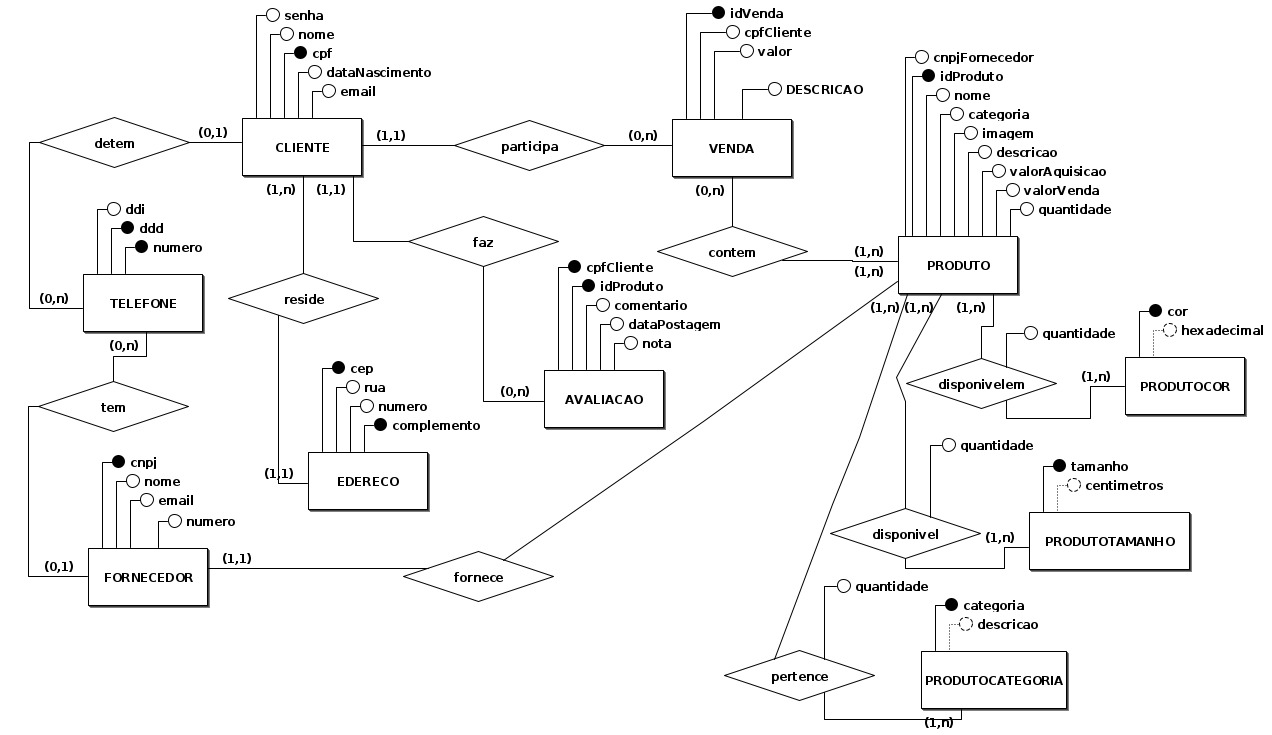 senha
nome
cpf
dataNascimento
email
CLIENTE
(0,1)
detem
(1,1)
participa
(0,n)
idVenda
cpfCliente
valor
DESCRICAO
VENDA
(0,n)
contem
(1,n)
(1,n)
cnpjFornecedor
idProduto
nome
categoria
imagem
descricao
valorAquisicao
valorVenda
quantidade
PRODUTO
(1,n)
(1,n)
(1,n)
(1,n)
(1,1)
faz
reside
ddi
ddd
numero
TELEFONE
(0,n)
(0,n)
tem
cpfCliente
idProduto
comentario
dataPostagem
nota
AVALIACAO
(0,n)
cep
rua
numero
complemento
EDERECO
(1,1)
cnpj
nome
email
numero
FORNECEDOR
(0,1)
(1,1)
fornece
quantidade
disponivelem
(1,n)
cor
hexadecimal
PRODUTOCOR
quantidade
disponivel
(1,n)
tamanho
centimetros
PRODUTOTAMANHO
quantidade
pertence
categoria
descricao
PRODUTOCATEGORIA
(1,n)